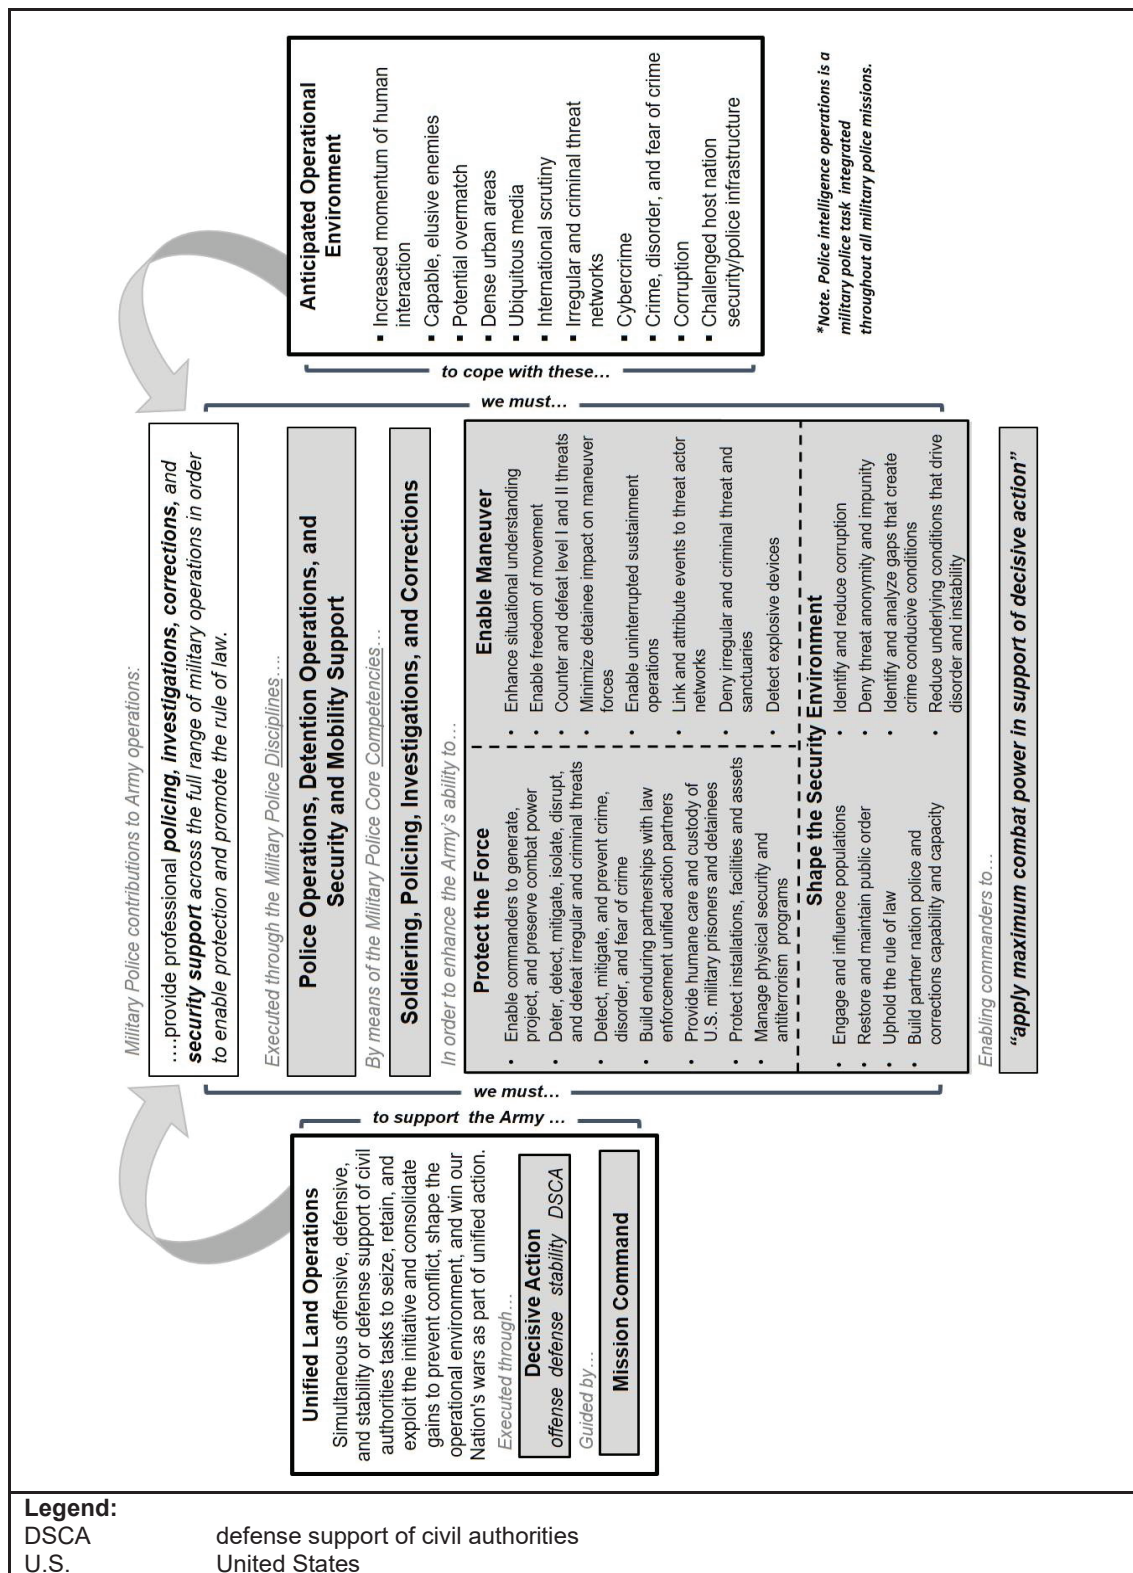 Military Police contributions to Army operations:
….provide professional policing, investigations, corrections, and
security support across the full range of military operations in order
to enable protection and promote the rule of law.
Executed through the Military Police Disciplines….
Police Operations, Detention Operations, and
Security and Mobility Support
By means of the Military Police Core Competencies…
Soldiering, Policing, Investigations, and Corrections
In order to enhance the Army’s ability to…
Protect the Force
• Enable commanders to generate,
project, and preserve combat power
• Deter, detect, mitigate, isolate, disrupt,
and defeat irregular and criminal threats
• Detect, mitigate, and prevent crime,
disorder, and fear of crime
• Build enduring partnerships with law
enforcement unified action partners
• Provide humane care and custody of
U.S. military prisoners and detainees
• Protect installations, facilities and assets
• Manage physical security and
antiterrorism programs
Enable Maneuver
• Enhance situational understanding
• Enable freedom of movement
• Counter and defeat level I and II threats
• Minimize detainee impact on maneuver
forces
• Enable uninterrupted sustainment
operations
• Link and attribute events to threat actor
networks
• Deny irregular and criminal threat and
sanctuaries
• Detect explosive devices
Shape the Security Environment
• Engage and influence populations
• Restore and maintain public order
• Uphold the rule of law
• Build partner nation police and
corrections capability and capacity
• Identify and reduce corruption
• Deny threat anonymity and impunity
• Identify and analyze gaps that create
crime conducive conditions
• Reduce underlying conditions that drive
disorder and instability
Enabling commanders to…
“apply maximum combat power in support of decisive action”
we must…
to support the Army …
Unified Land Operations
Simultaneous offensive, defensive,
and stability or defense support of civil
authorities tasks to seize, retain, and
exploit the initiative and consolidate
gains to prevent conflict, shape the
operational environment, and win our
Nation’s wars as part of unified action.
Executed through…
Decisive Action
offense defense stability DSCA
Guided by…
Mission Command
we must…
to cope with these…
Anticipated Operational
Environment
▪ Increased momentum of human
interaction
▪ Capable, elusive enemies
▪ Potential overmatch
▪ Dense urban areas
▪ Ubiquitous media
▪ International scrutiny
▪ Irregular and criminal threat
networks
▪ Cybercrime
▪ Crime, disorder, and fear of crime
▪ Corruption
▪ Challenged host nation
security/police infrastructure
*Note. Police intelligence operations is a
military police task integrated
throughout all military police missions.
Legend:
DSCA defense support of civil authorities
U.S. United States